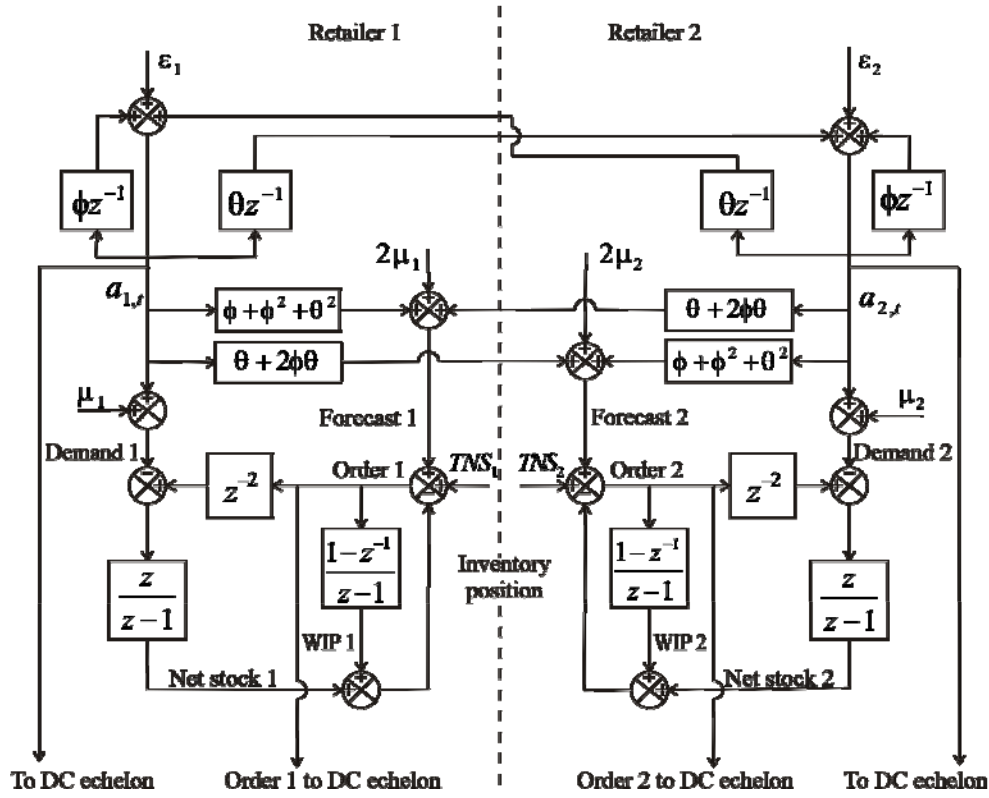 Retailer 1
Retailer 2
ε₁
ε₂
ϕz⁻¹
θz⁻¹
θz⁻¹
ϕz⁻¹
2μ₁
2μ₂
a₁,ₜ
ϕ+ϕ²+θ²
θ+2ϕθ
a₂,ₜ
θ+2ϕθ
ϕ+ϕ²+θ²
μ₁
μ₂
Forecast 1
Forecast 2
Demand 1
Demand 2
z⁻²
Order 1
TNS₁
TNS₂
Order 2
z⁻²
z
z-1
1-z⁻¹
z-1
Inventory
position
1-z⁻¹
z-1
z
z-1
WIP 1
WIP 2
Net stock 1
Net stock 2
To DC echelon
Order 1 to DC echelon
Order 2 to DC echelon
To DC echelon